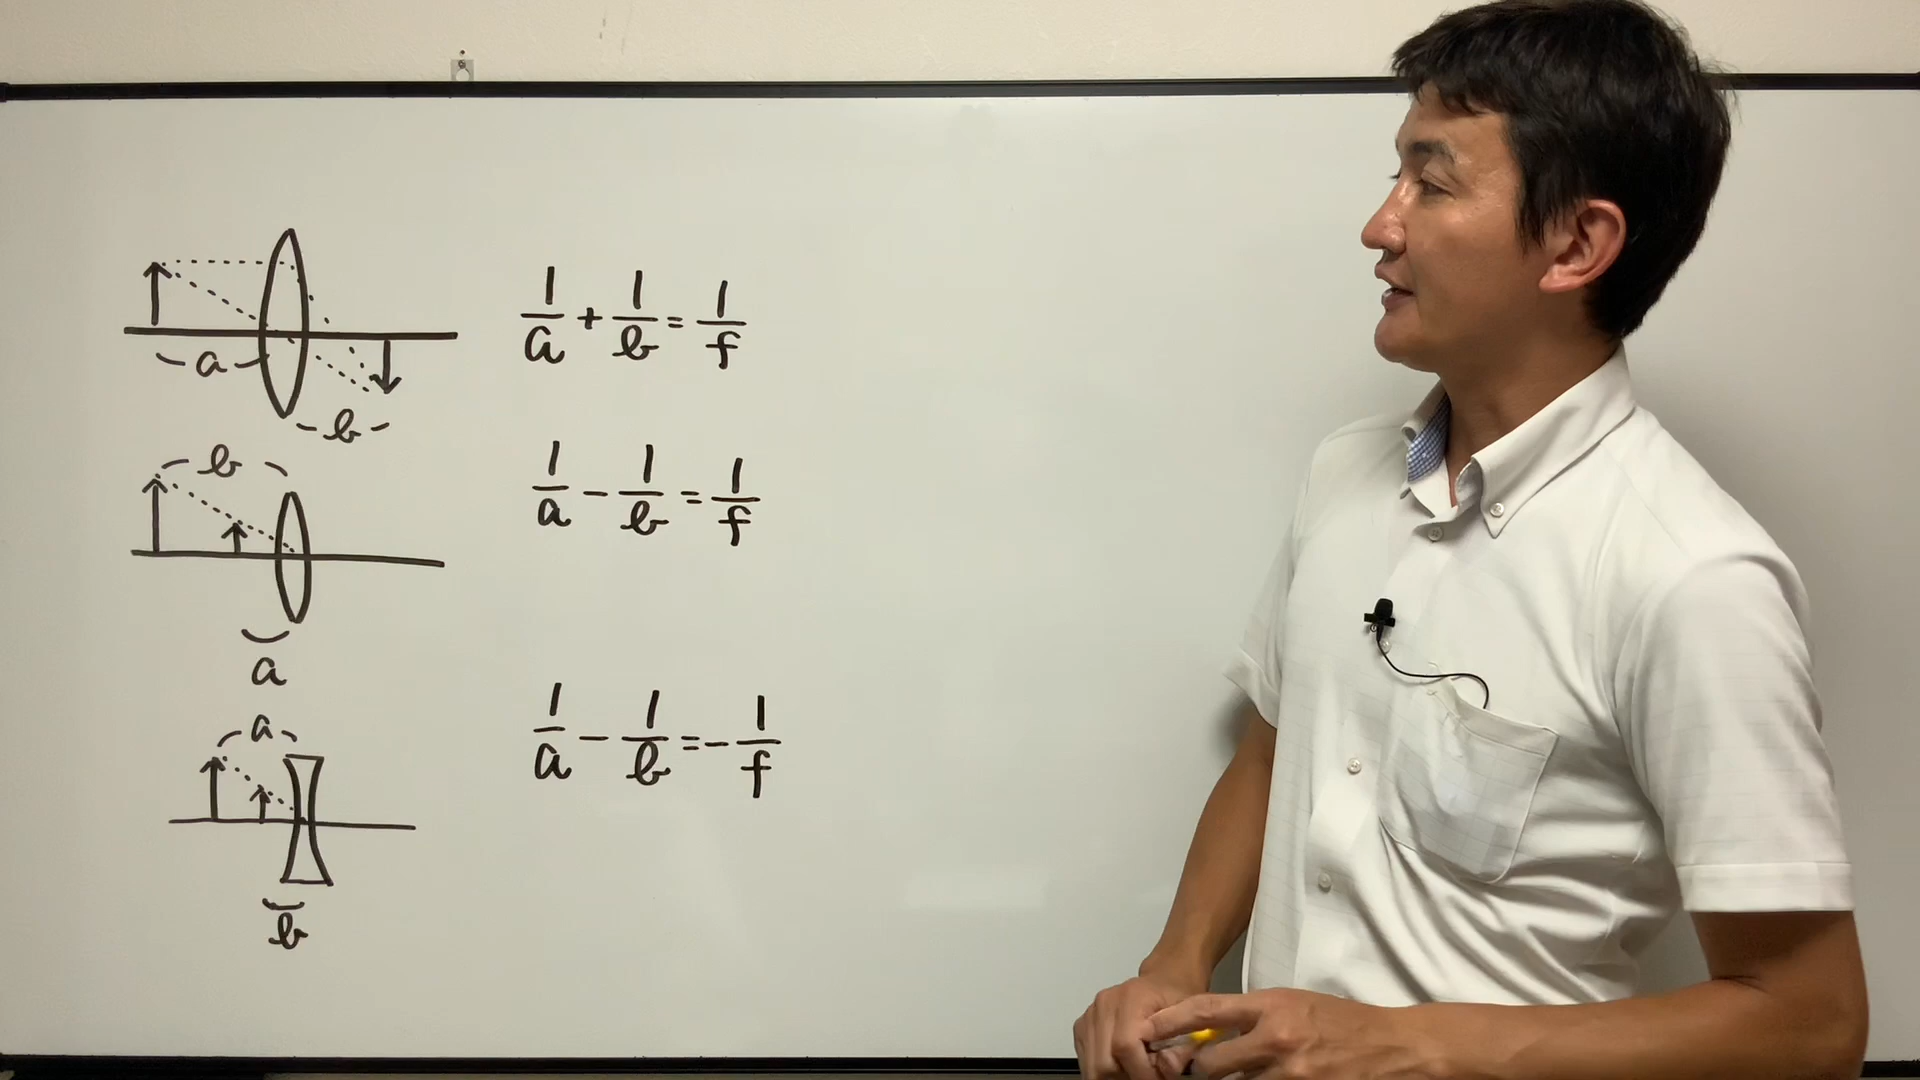 a
b
1/a + 1/b = 1/f
b
a
1/a - 1/b = 1/f
a
b
1/a - 1/b = - 1/f